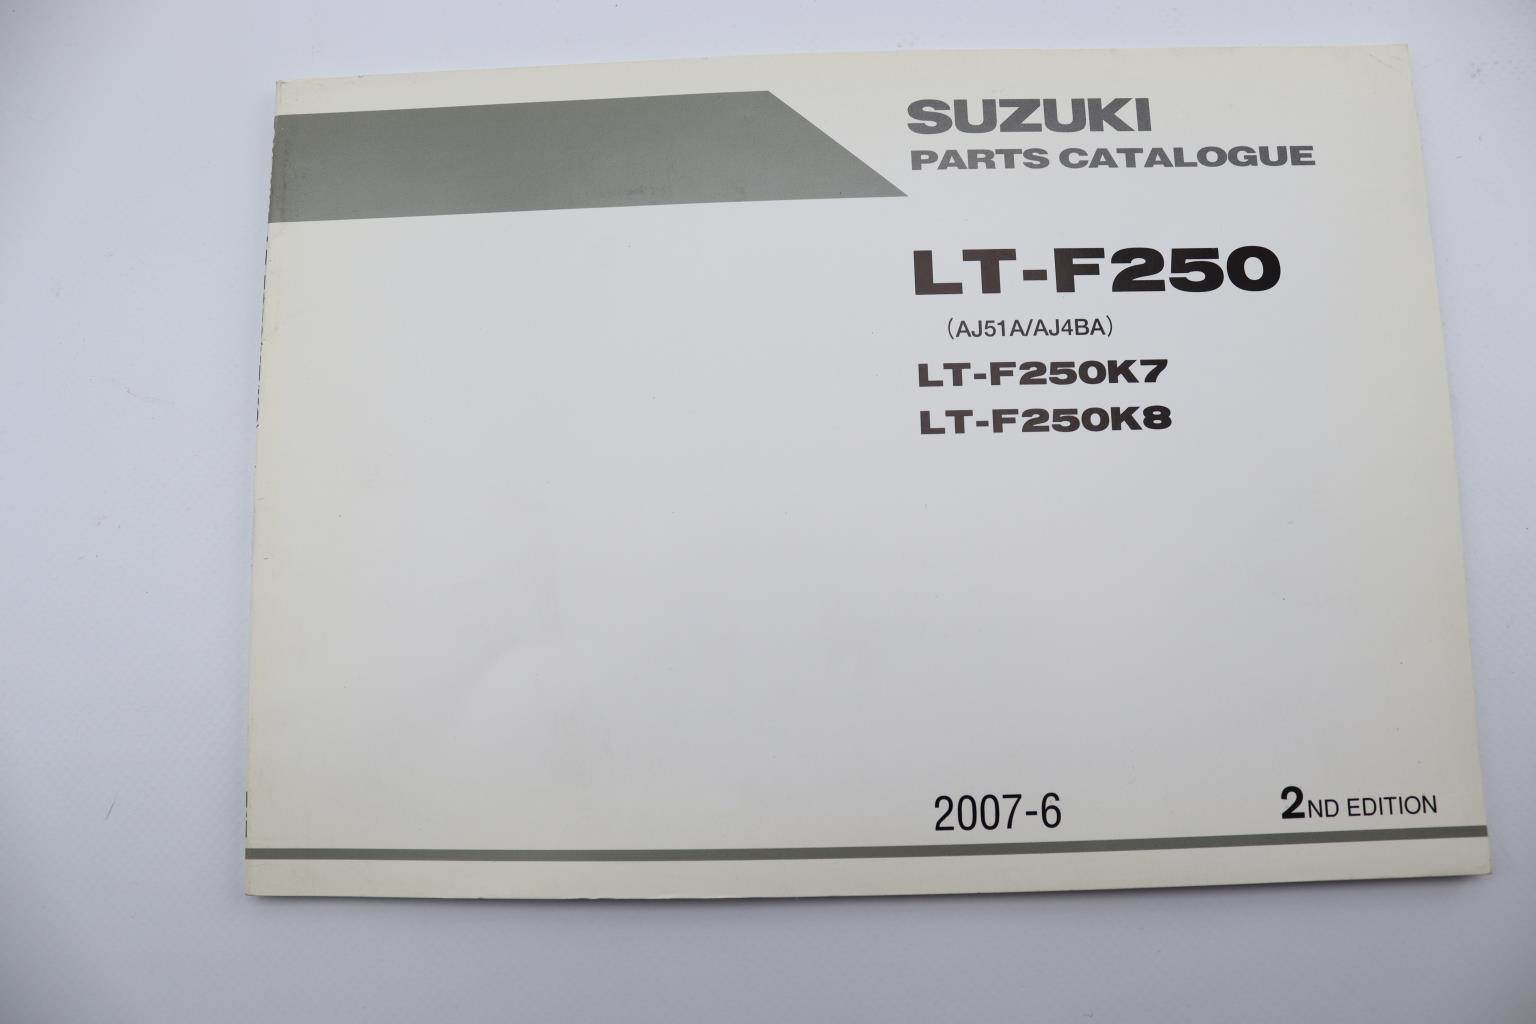 SUZUKI
PARTS CATALOGUE
LT-F250
(AJ51A/AJ4BA)
LT-F250K7
LT-F250K8
2007-6
2ND EDITION